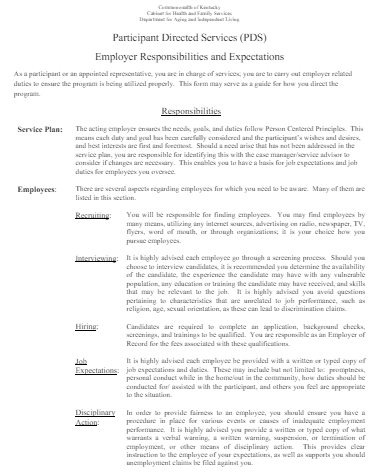 Commonwealth of Kentucky
Cabinet for Health and Family Services
Department for Aging and Independent Living
Participant Directed Services (PDS)
Employer Responsibilities and Expectations
As a participant or an appointed representative, you are in charge of services, you are to carry out employer related
duties to ensure the program is being utilized properly. This form may serve as a guide for how you direct the
program.
Responsibilities
Service Plan: The acting employer ensures the needs, goals, and duties follow Person Centered Principles. This
means each duty and goal has been carefully considered and the participant's wishes and desires,
and best interests are first and foremost. Should a need arise that has not been addressed in the
service plan, you are responsible for identifying this with the case manager/service advisor to
consider if changes are necessary. This enables you to have a basis for job expectations and job
duties for employees you oversee.
Employees: There are several aspects regarding employees for which you need to be aware. Many of them are
listed in this section.
Recruiting: You will be responsible for finding employees. You may find employees by
many means, utilizing any internet sources, advertising on radio, newspaper, TV,
flyers, word of mouth, or through organizations; it is your choice how you
pursue employees.
Interviewing: It is highly advised each employee go through a screening process. Should you
choose to interview candidates, it is recommended you determine the availability
of the candidate, the experience the candidate may have with any vulnerable
population, any education or training the candidate may have received, and skills
that may be relevant to the job. It is highly advised you avoid questions
pertaining to characteristics that are unrelated to job performance, such as
religion, age, sexual orientation, as these can lead to discrimination claims.
Hiring: Candidates are required to complete an application, background checks,
screenings, and trainings to be qualified. You are responsible as an Employer of
Record for the fees associated with these qualifications.
Job Expectations: It is highly advised each employee be provided with a written or typed copy of
job expectations and duties. These may include but not limited to: promptness,
personal conduct while in the home/out in the community, how duties should be
conducted for/assisted with the participant, and others you feel are appropriate
to the situation.
Disciplinary Action: In order to provide fairness to an employee, you should ensure you have a
procedure in place for various events or causes of inadequate employment
performance. It is highly advised you provide a written or typed copy of what
warrants a verbal warning, a written warning, suspension, or termination of
employment, or other means of disciplinary action. This provides clear
instruction to the employee of your expectations, as well as supports you should
unemployment claims be filed against you.